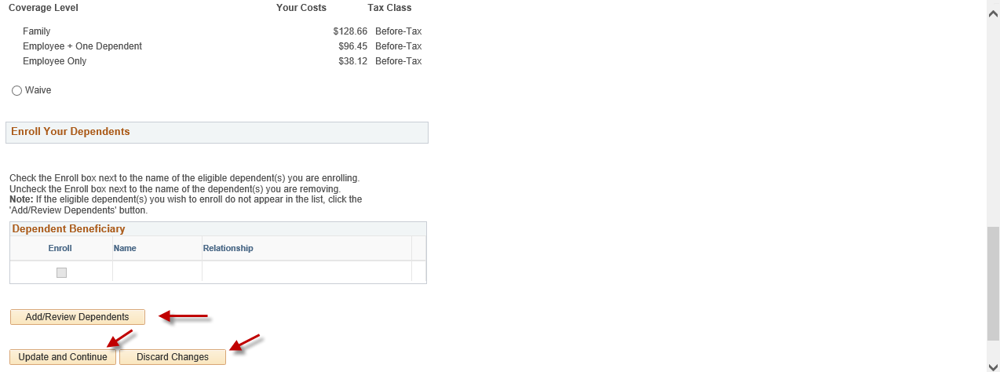 Coverage Level Your Costs Tax Class
Family $128.66 Before-Tax
Employee + One Dependent $96.45 Before-Tax
Employee Only $38.12 Before-Tax
Waive
Enroll Your Dependents
Check the Enroll box next to the name of the eligible dependent(s) you are enrolling.
Uncheck the Enroll box next to the name of the dependent(s) you are removing.
Note: If the eligible dependent(s) you wish to enroll do not appear in the list, click the
'Add/Review Dependents' button.
Dependent Beneficiary
Enroll Name Relationship
Add/Review Dependents
Update and Continue Discard Changes